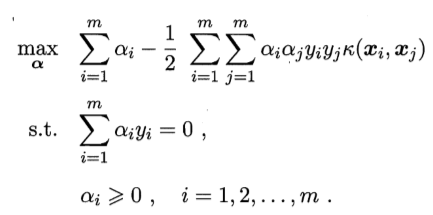 max_α ∑_{i=1}^{m} α_i − 1/2 ∑_{i=1}^{m} ∑_{j=1}^{m} α_i α_j y_i y_j κ(x_i, x_j)
s.t. ∑_{i=1}^{m} α_i y_i = 0 ,
α_i ⩾ 0 , i = 1, 2, . . . , m .